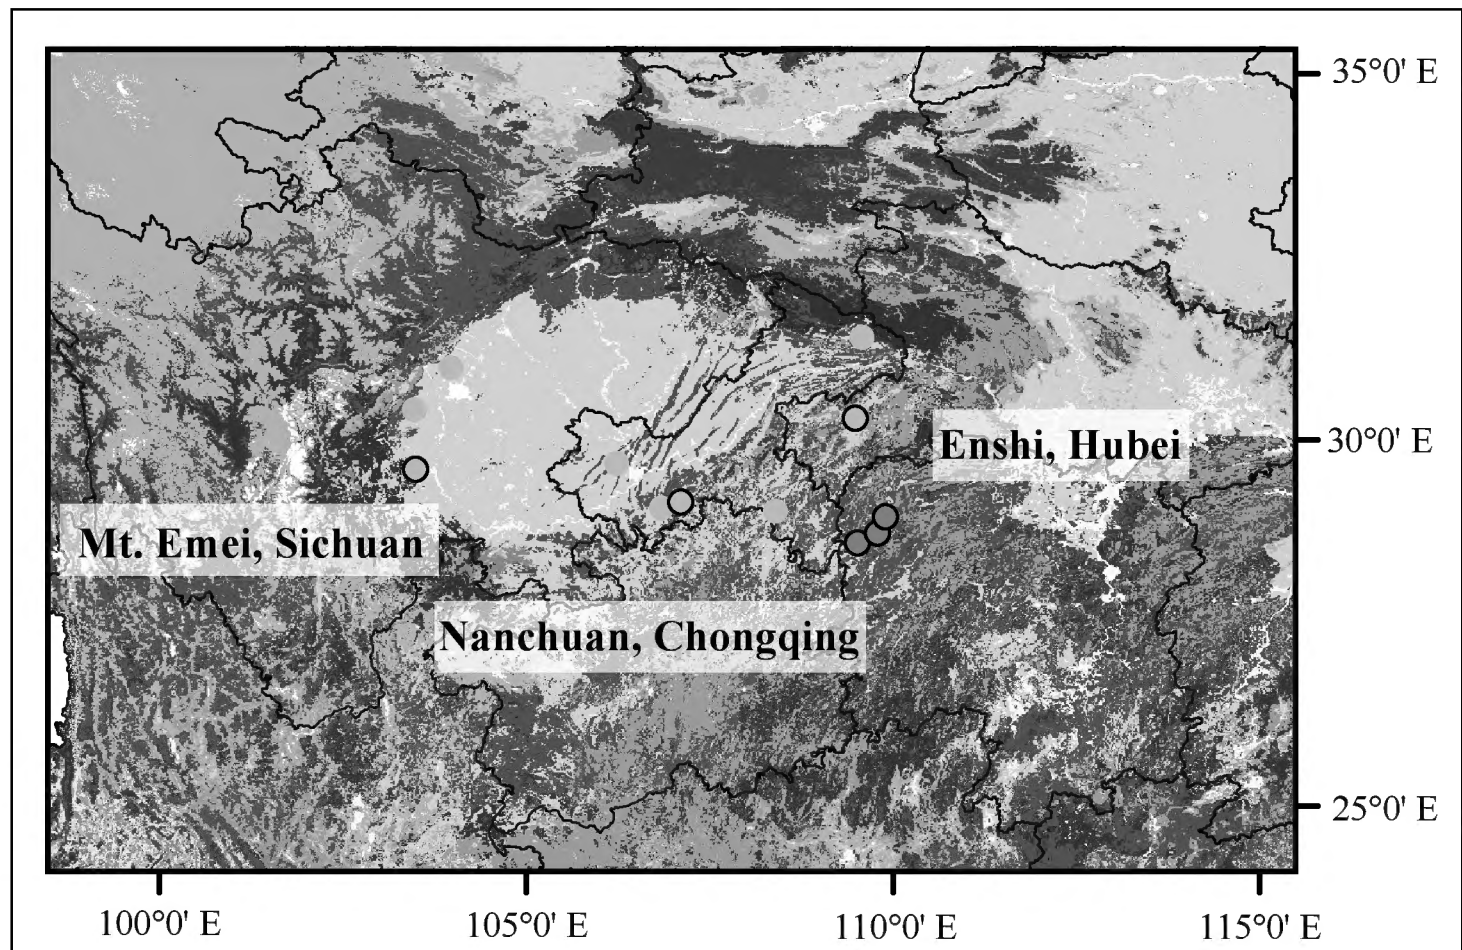 35°0' E
Enshi, Hubei
30°0' E
Mt. Emei, Sichuan
Nanchuan, Chongqing
25°0' E
100°0' E
105°0' E
110°0' E
115°0' E